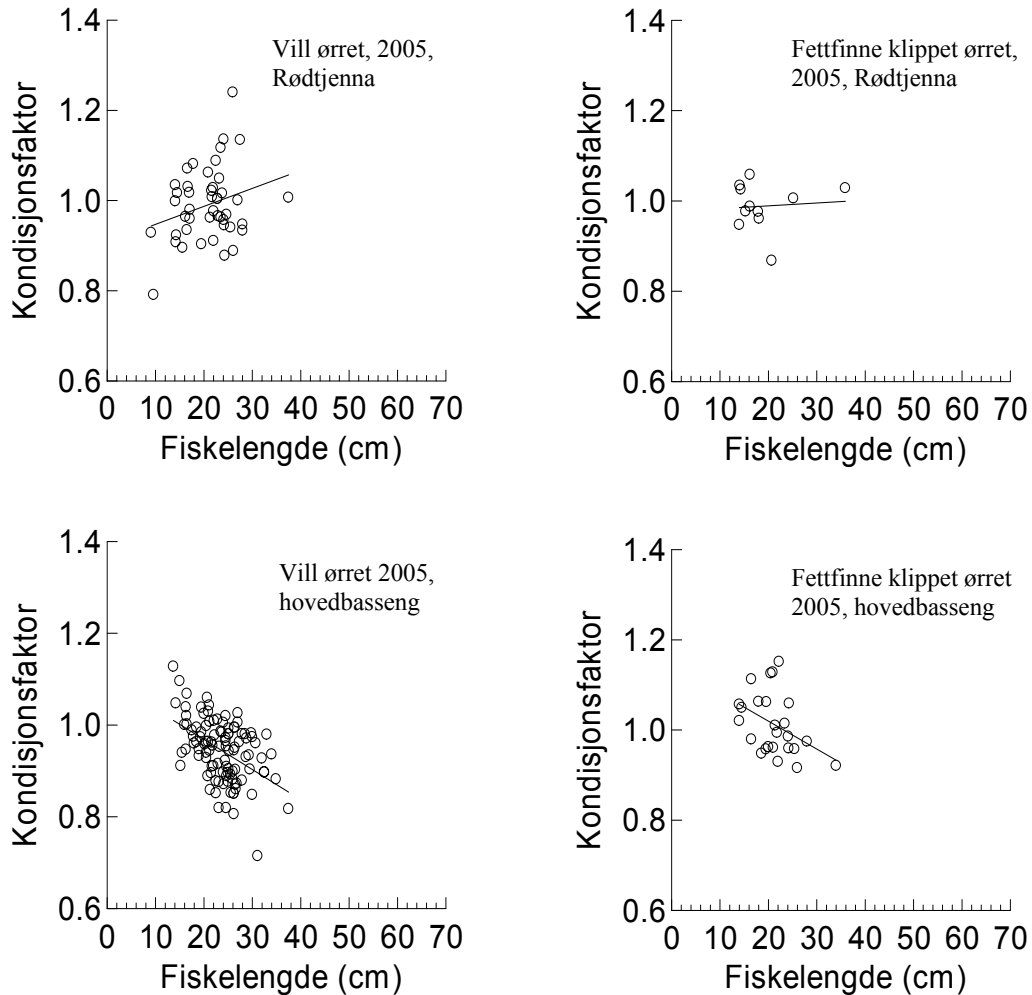 1.4
1.2
1.0
0.8
0.6
Kondisjonsfaktor
Vill ørret, 2005,
Rødtjenna
0 10 20 30 40 50 60 70
Fiskelengde (cm)
1.4
1.2
1.0
0.8
0.6
Kondisjonsfaktor
Fettfinne klippet ørret,
2005, Rødtjenna
0 10 20 30 40 50 60 70
Fiskelengde (cm)
1.4
1.2
1.0
0.8
0.6
Kondisjonsfaktor
Vill ørret 2005,
hovedbasseng
0 10 20 30 40 50 60 70
Fiskelengde (cm)
1.4
1.2
1.0
0.8
0.6
Kondisjonsfaktor
Fettfinne klippet ørret
2005, hovedbasseng
0 10 20 30 40 50 60 70
Fiskelengde (cm)